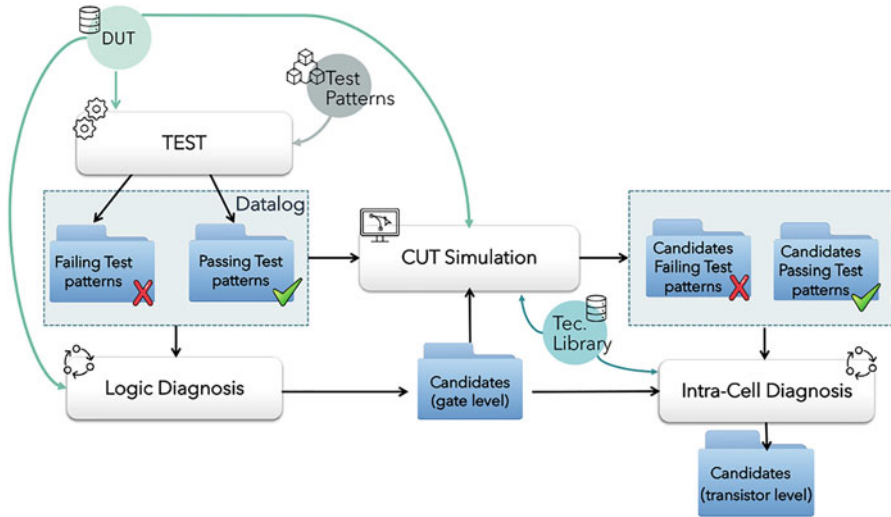 DUT
Test
Patterns
TEST
Datalog
Failing Test
patterns
Passing Test
patterns
CUT Simulation
Candidates
Failing Test
patterns
Candidates
Passing Test
patterns
Tec.
Library
Logic Diagnosis
Candidates
(gate level)
Intra-Cell Diagnosis
Candidates
(transistor level)